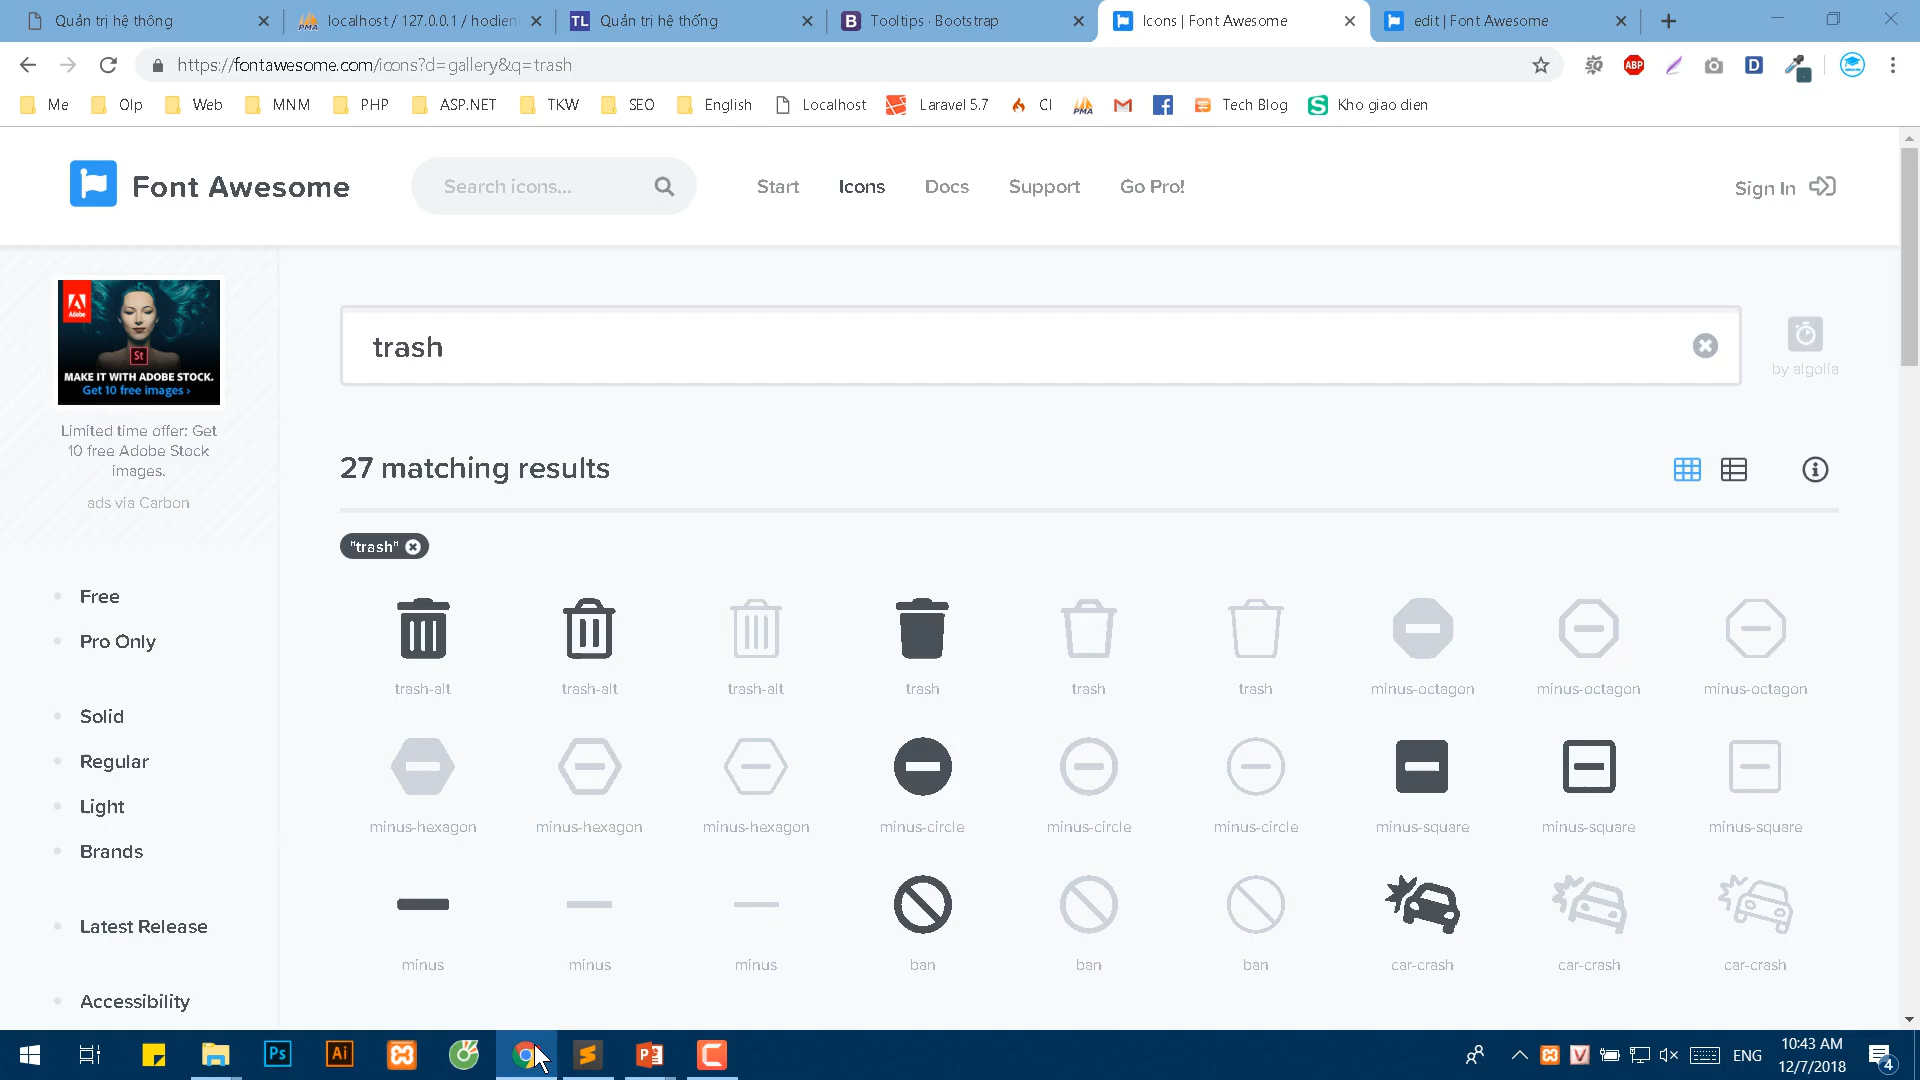 Quản trị hệ thông
localhost / 127.0.0.1 / hodien
Quản trị hệ thống
Tooltips · Bootstrap
Icons | Font Awesome
edit | Font Awesome
https://fontawesome.com/icons?d=gallery&q=trash
Me
Olp
Web
MNM
PHP
ASP.NET
TKW
SEO
English
Localhost
Laravel 5.7
CI
Tech Blog
Kho giao dien
Font Awesome
Search icons...
Start
Icons
Docs
Support
Go Pro!
Sign In
Adobe
St
MAKE IT WITH ADOBE STOCK.
Get 10 free images ›
Limited time offer: Get
10 free Adobe Stock
images.
ads via Carbon
trash
by algolia
27 matching results
"trash"
Free
Pro Only
Solid
Regular
Light
Brands
Latest Release
Accessibility
trash-alt trash-alt trash-alt trash trash trash minus-octagon minus-octagon minus-octagon
minus-hexagon minus-hexagon minus-hexagon minus-circle minus-circle minus-circle minus-square minus-square minus-square
minus minus minus ban ban ban car-crash car-crash car-crash
ENG
10:43 AM
12/7/2018
4